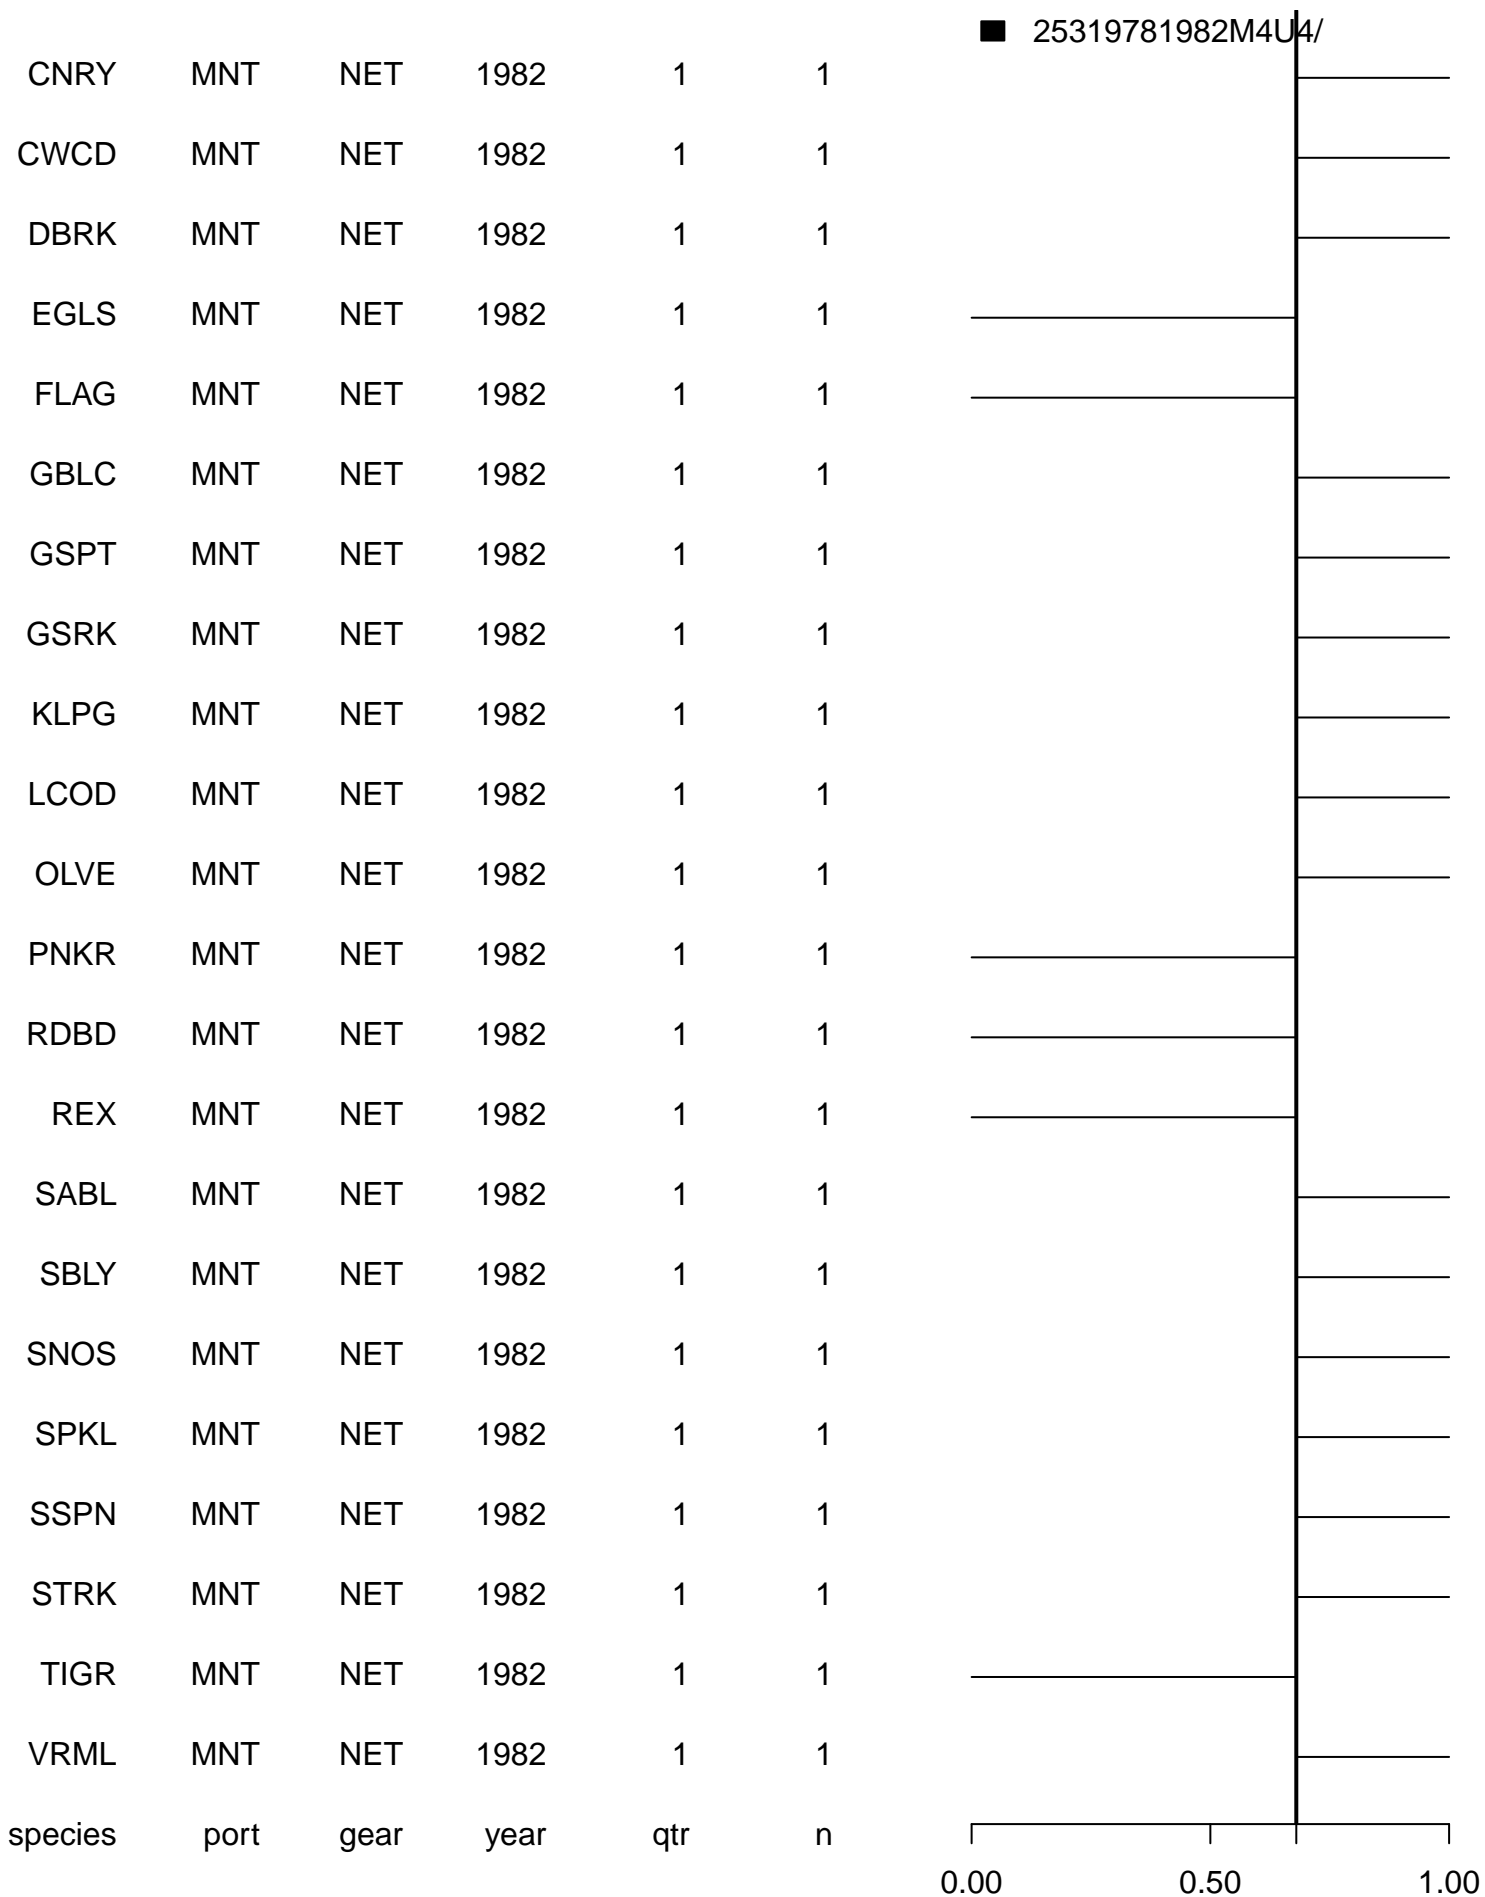 25319781982M4U4/
CNRY MNT NET 1982 1 1
CWCD MNT NET 1982 1 1
DBRK MNT NET 1982 1 1
EGLS MNT NET 1982 1 1
FLAG MNT NET 1982 1 1
GBLC MNT NET 1982 1 1
GSPT MNT NET 1982 1 1
GSRK MNT NET 1982 1 1
KLPG MNT NET 1982 1 1
LCOD MNT NET 1982 1 1
OLVE MNT NET 1982 1 1
PNKR MNT NET 1982 1 1
RDBD MNT NET 1982 1 1
REX MNT NET 1982 1 1
SABL MNT NET 1982 1 1
SBLY MNT NET 1982 1 1
SNOS MNT NET 1982 1 1
SPKL MNT NET 1982 1 1
SSPN MNT NET 1982 1 1
STRK MNT NET 1982 1 1
TIGR MNT NET 1982 1 1
VRML MNT NET 1982 1 1
species port gear year qtr n
0.00 0.50 1.00